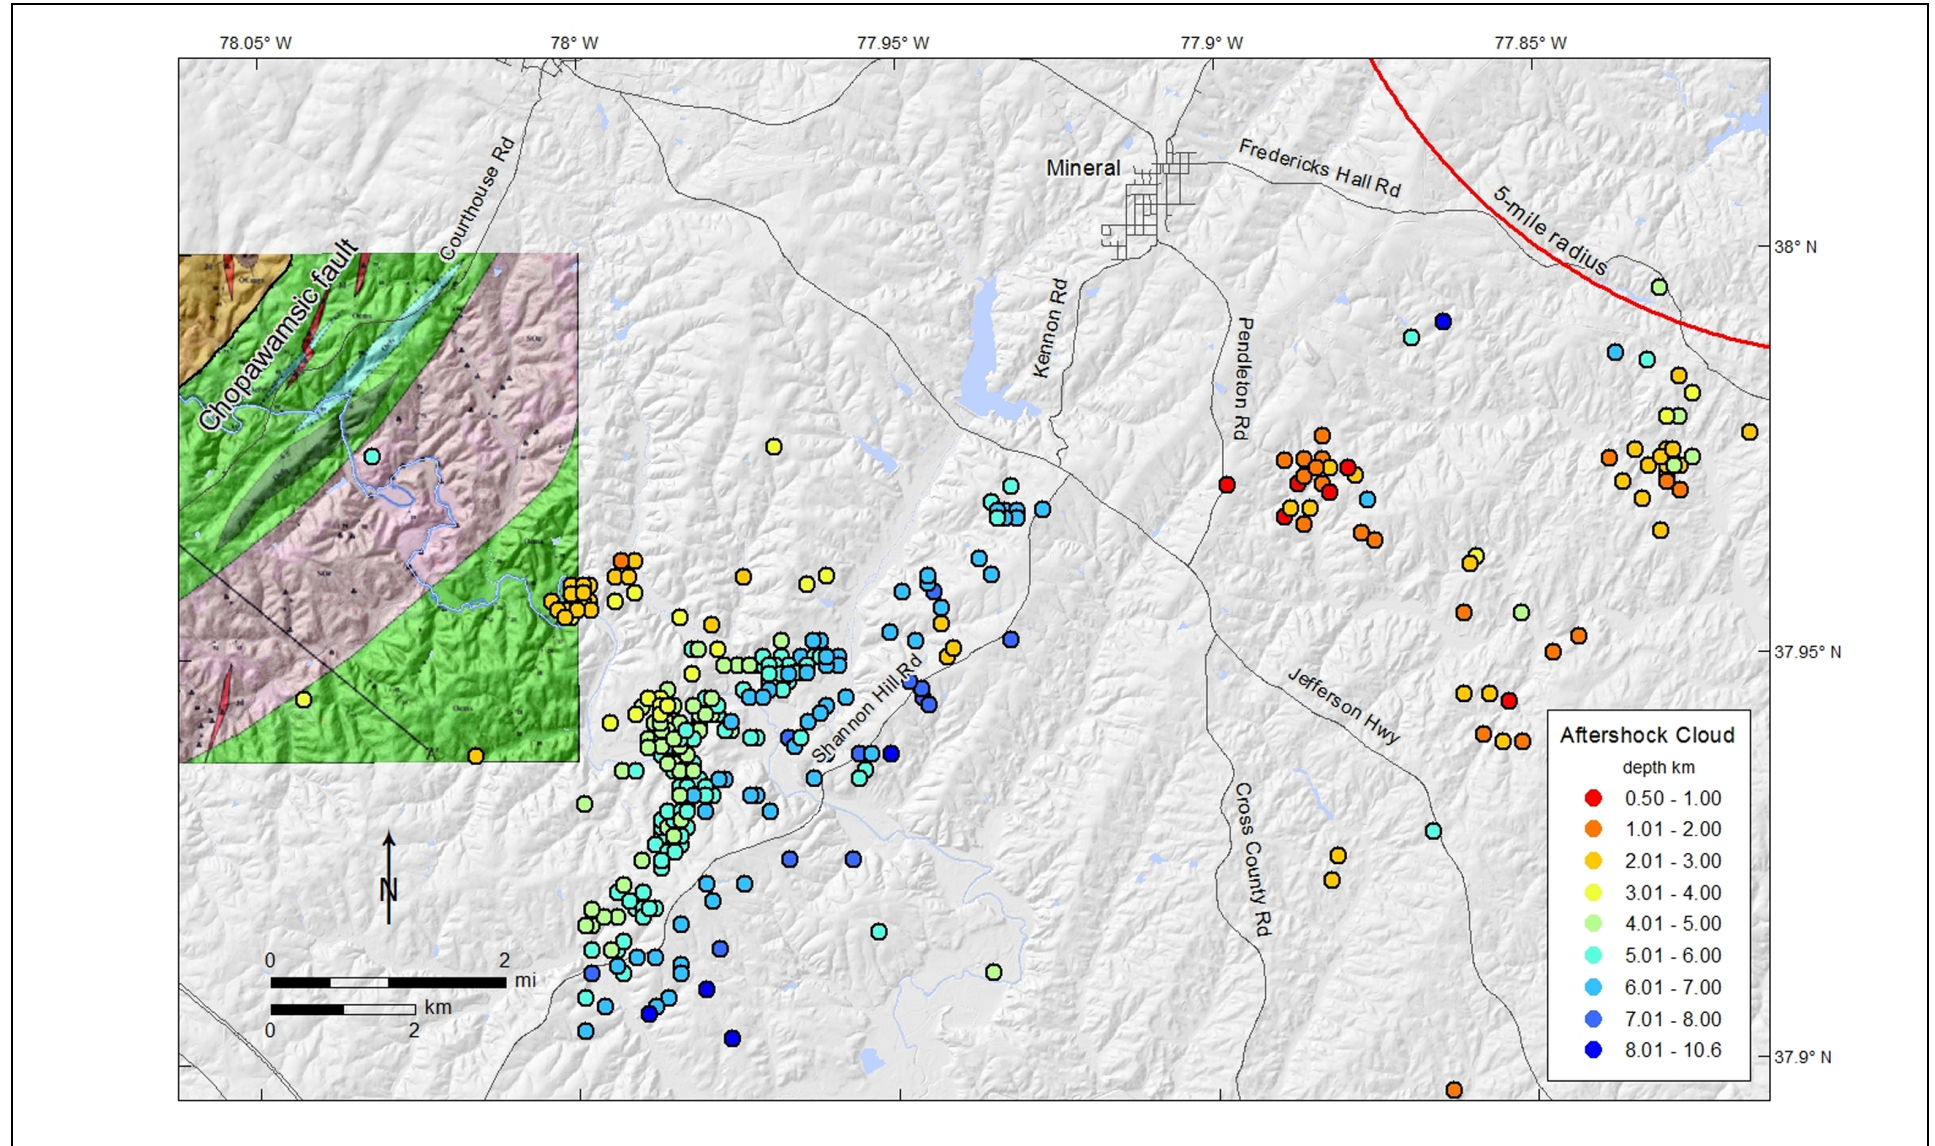 78.05° W
78° W
77.95° W
77.9° W
77.85° W
Courthouse Rd
Mineral
Fredericks Hall Rd
5-mile radius
38° N
Chopawamsic fault
Kennon Rd
Pendleton Rd
37.95° N
Shannon Hill Rd
Jefferson Hwy
Cross County Rd
A'
N
0 2
mi
km
0 2
Aftershock Cloud
depth km
0.50 - 1.00
1.01 - 2.00
2.01 - 3.00
3.01 - 4.00
4.01 - 5.00
5.01 - 6.00
6.01 - 7.00
7.01 - 8.00
8.01 - 10.6
37.9° N